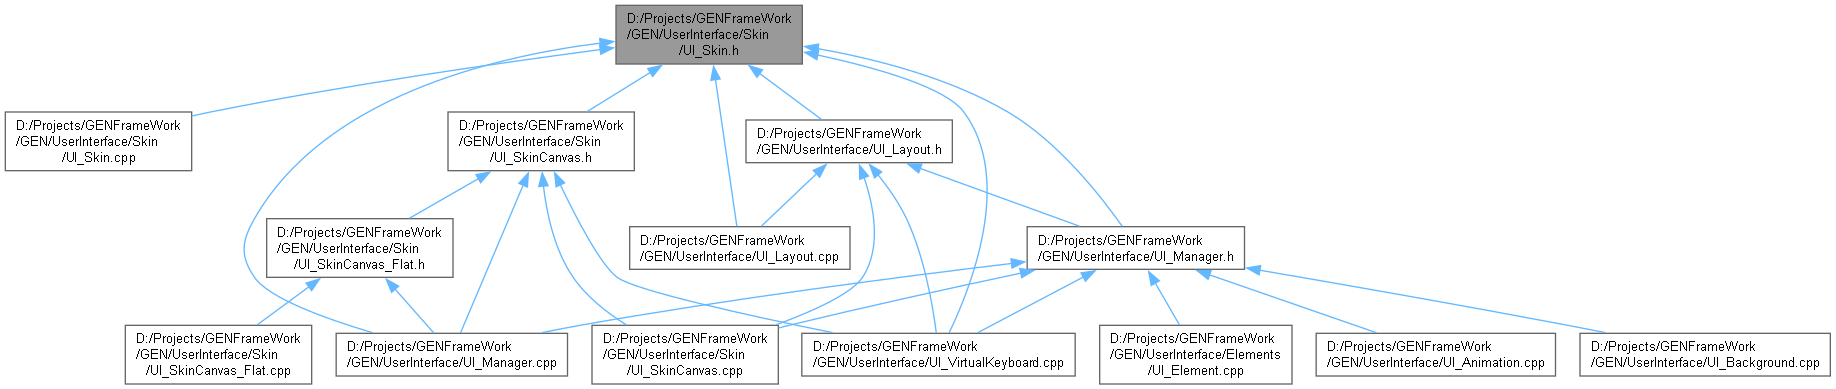 D:/Projects/GENFrameWork
/GEN/UserInterface/Skin
/UI_Skin.h
D:/Projects/GENFrameWork
/GEN/UserInterface/Skin
/UI_Skin.cpp
D:/Projects/GENFrameWork
/GEN/UserInterface/Skin
/UI_SkinCanvas.h
D:/Projects/GENFrameWork
/GEN/UserInterface/UI_Layout.h
D:/Projects/GENFrameWork
/GEN/UserInterface/Skin
/UI_SkinCanvas_Flat.h
D:/Projects/GENFrameWork
/GEN/UserInterface/UI_Layout.cpp
D:/Projects/GENFrameWork
/GEN/UserInterface/UI_Manager.h
D:/Projects/GENFrameWork
/GEN/UserInterface/Skin
/UI_SkinCanvas_Flat.cpp
D:/Projects/GENFrameWork
/GEN/UserInterface/UI_Manager.cpp
D:/Projects/GENFrameWork
/GEN/UserInterface/Skin
/UI_SkinCanvas.cpp
D:/Projects/GENFrameWork
/GEN/UserInterface/UI_VirtualKeyboard.cpp
D:/Projects/GENFrameWork
/GEN/UserInterface/Elements
/UI_Element.cpp
D:/Projects/GENFrameWork
/GEN/UserInterface/UI_Animation.cpp
D:/Projects/GENFrameWork
/GEN/UserInterface/UI_Background.cpp